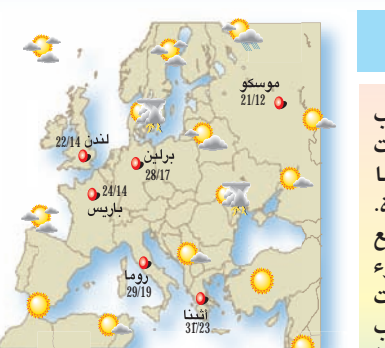 موسكو
21/12
لندن
22/14
برلين
28/17
24/14
باريس
روما
29/19
أثينا
31/23